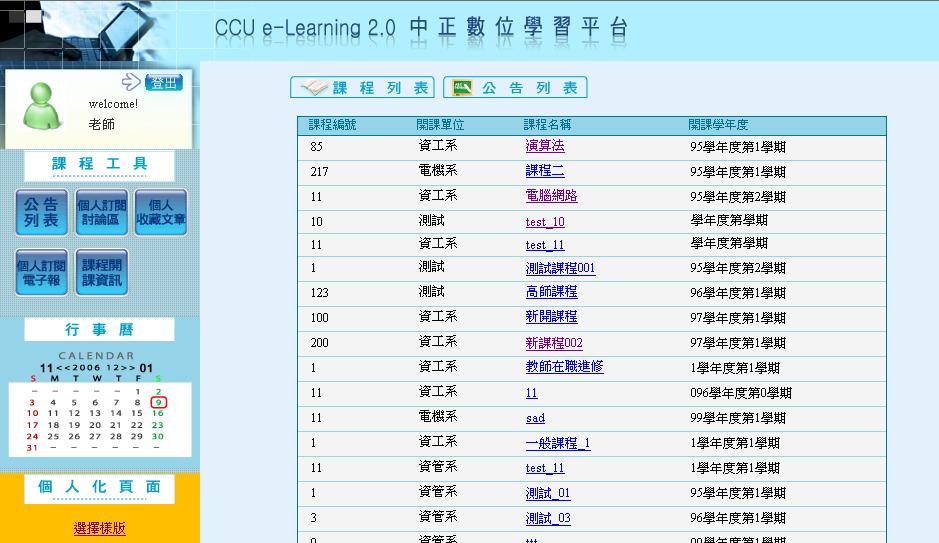 CCU e-Learning 2.0 中正數位學習平台
登出
welcome!
老師
課程工具
公告列表
個人訂閱討論區
個人收藏文章
個人訂閱電子報
課程開課資訊
行事曆
CALENDAR
11<<2006 12>>01
S M T W T F S
– – – – – 1 2
3 4 5 6 7 8 9
10 11 12 13 14 15 16
17 18 19 20 21 22 23
24 25 26 27 28 29 30
31 – – – – – –
個人化頁面
選擇樣版
課程列表 公告列表
課程編號 開課單位 課程名稱 開課學年度
85 資工系 演算法 95學年度第1學期
217 電機系 課程二 95學年度第1學期
11 資工系 電腦網路 95學年度第2學期
10 測試 test_10 學年度第學期
11 資工系 test_11 學年度第學期
1 測試 測試課程001 95學年度第2學期
123 測試 高師課程 96學年度第1學期
100 資工系 新開課程 97學年度第1學期
200 資工系 新課程002 97學年度第1學期
1 資工系 教師在職進修 1學年度第1學期
11 資工系 11 096學年度第0學期
11 電機系 sad 99學年度第1學期
1 資工系 一般課程_1 1學年度第1學期
11 資管系 test_11 1學年度第1學期
1 資管系 測試_01 95學年度第1學期
3 資管系 測試_03 96學年度第1學期